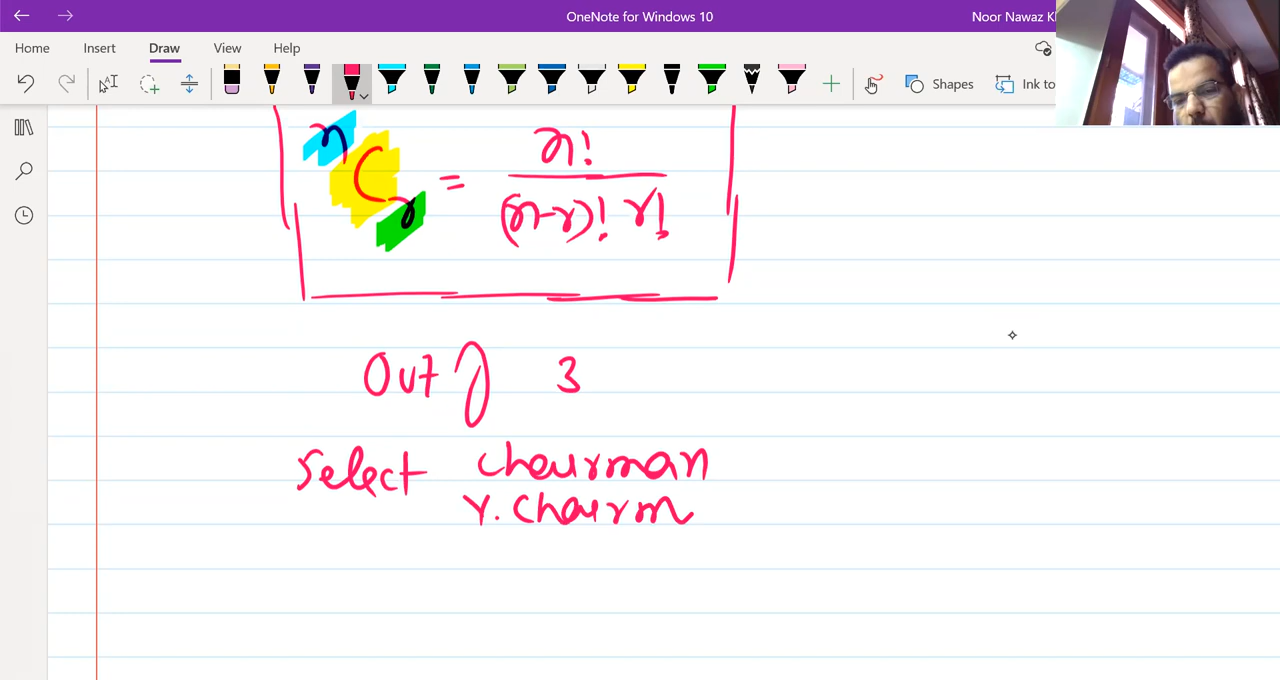 OneNote for Windows 10
Noor Nawaz Kh
Home Insert Draw View Help
Shapes Ink to
nCr = n! / (n-r)! r!
Out of 3
Select Chairman
V. Chairm